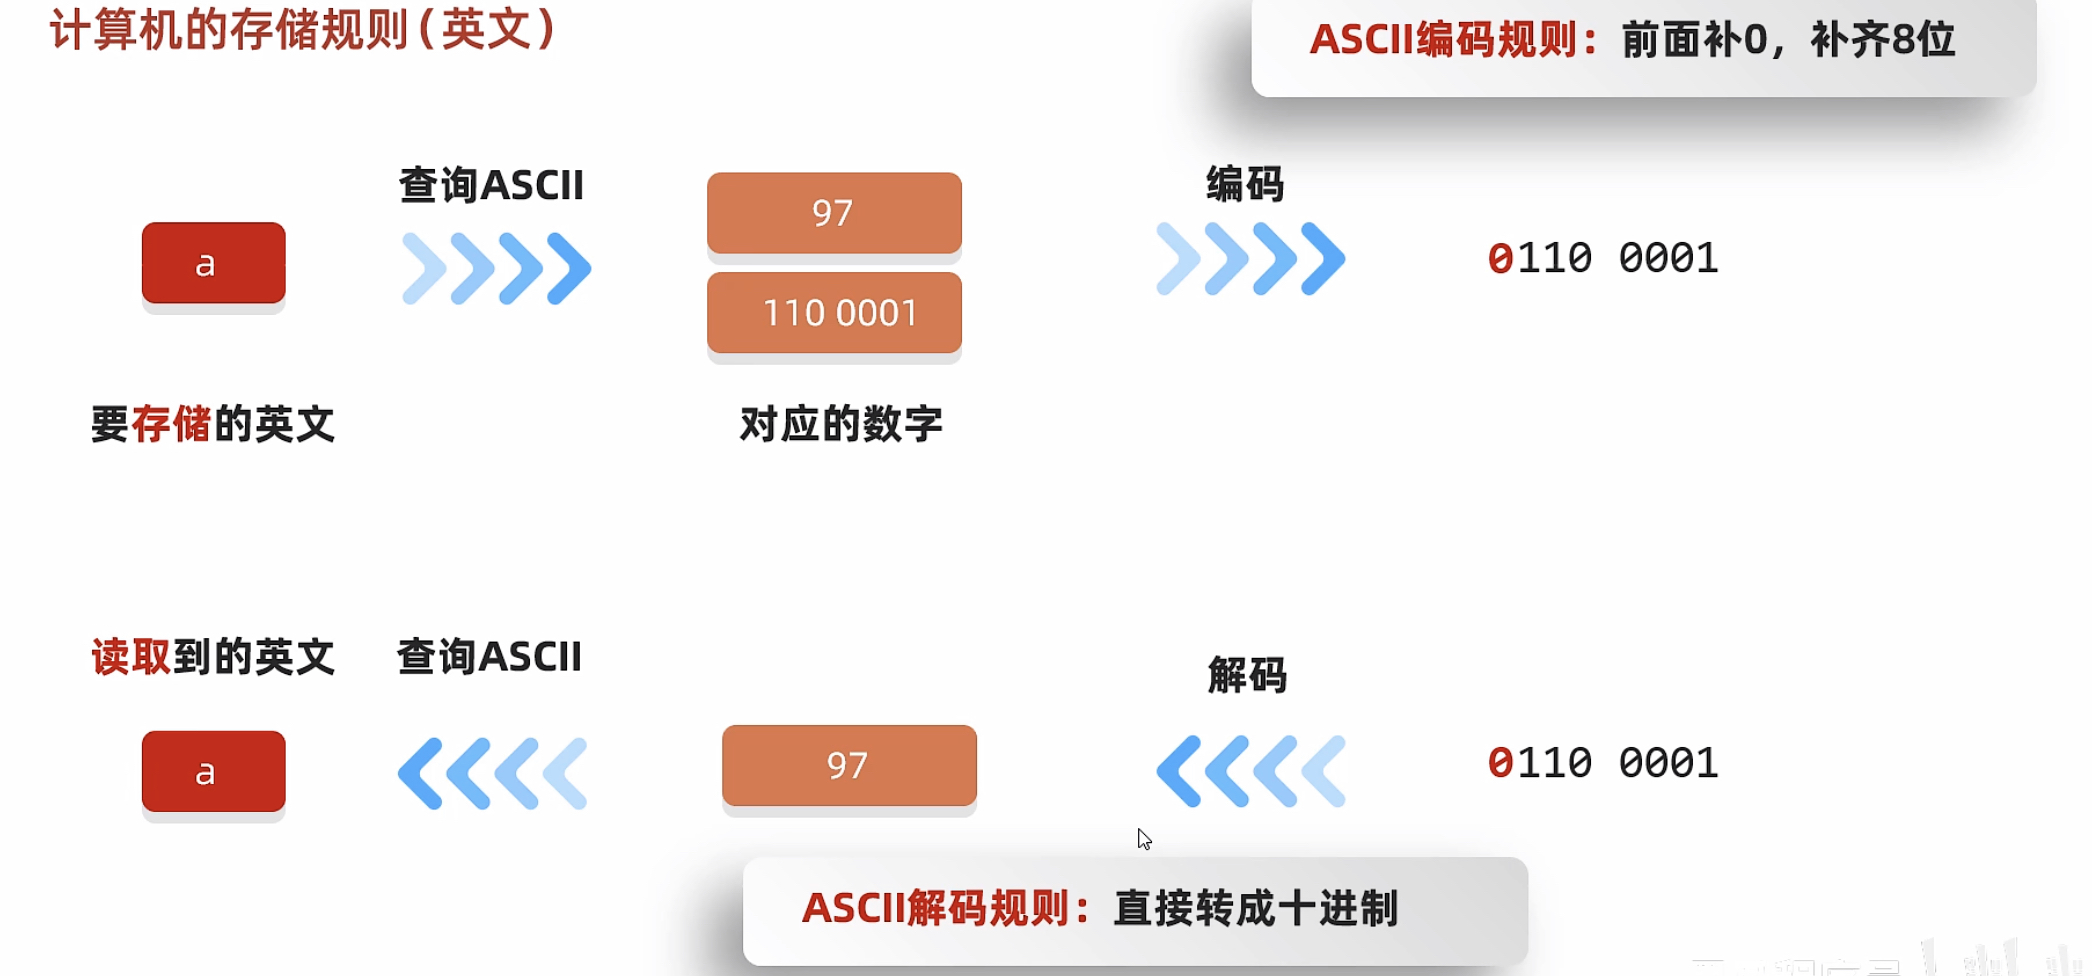 计算机的存储规则(英文)
ASCII编码规则：前面补0，补齐8位
查询ASCII
编码
a
97
110 0001
0110 0001
要存储的英文
对应的数字
读取到的英文
查询ASCII
解码
a
97
0110 0001
ASCII解码规则：直接转成十进制